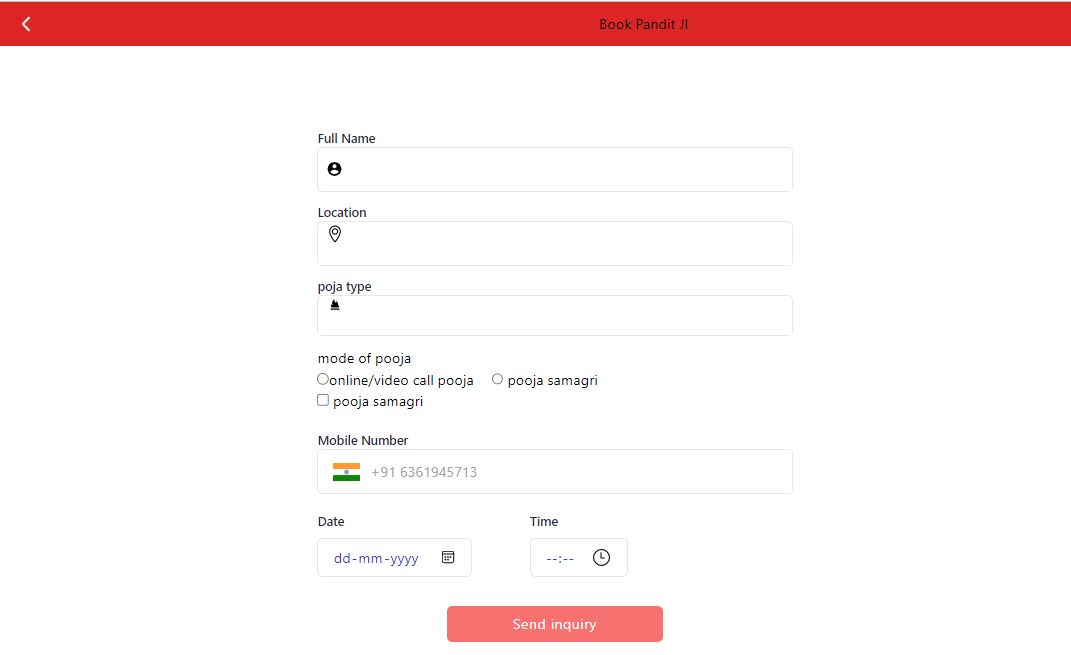 Book Pandit JI
Full Name
Location
poja type
mode of pooja
online/video call pooja pooja samagri
pooja samagri
Mobile Number
+91 6361945713
Date Time
dd-mm-yyyy --:--
Send inquiry